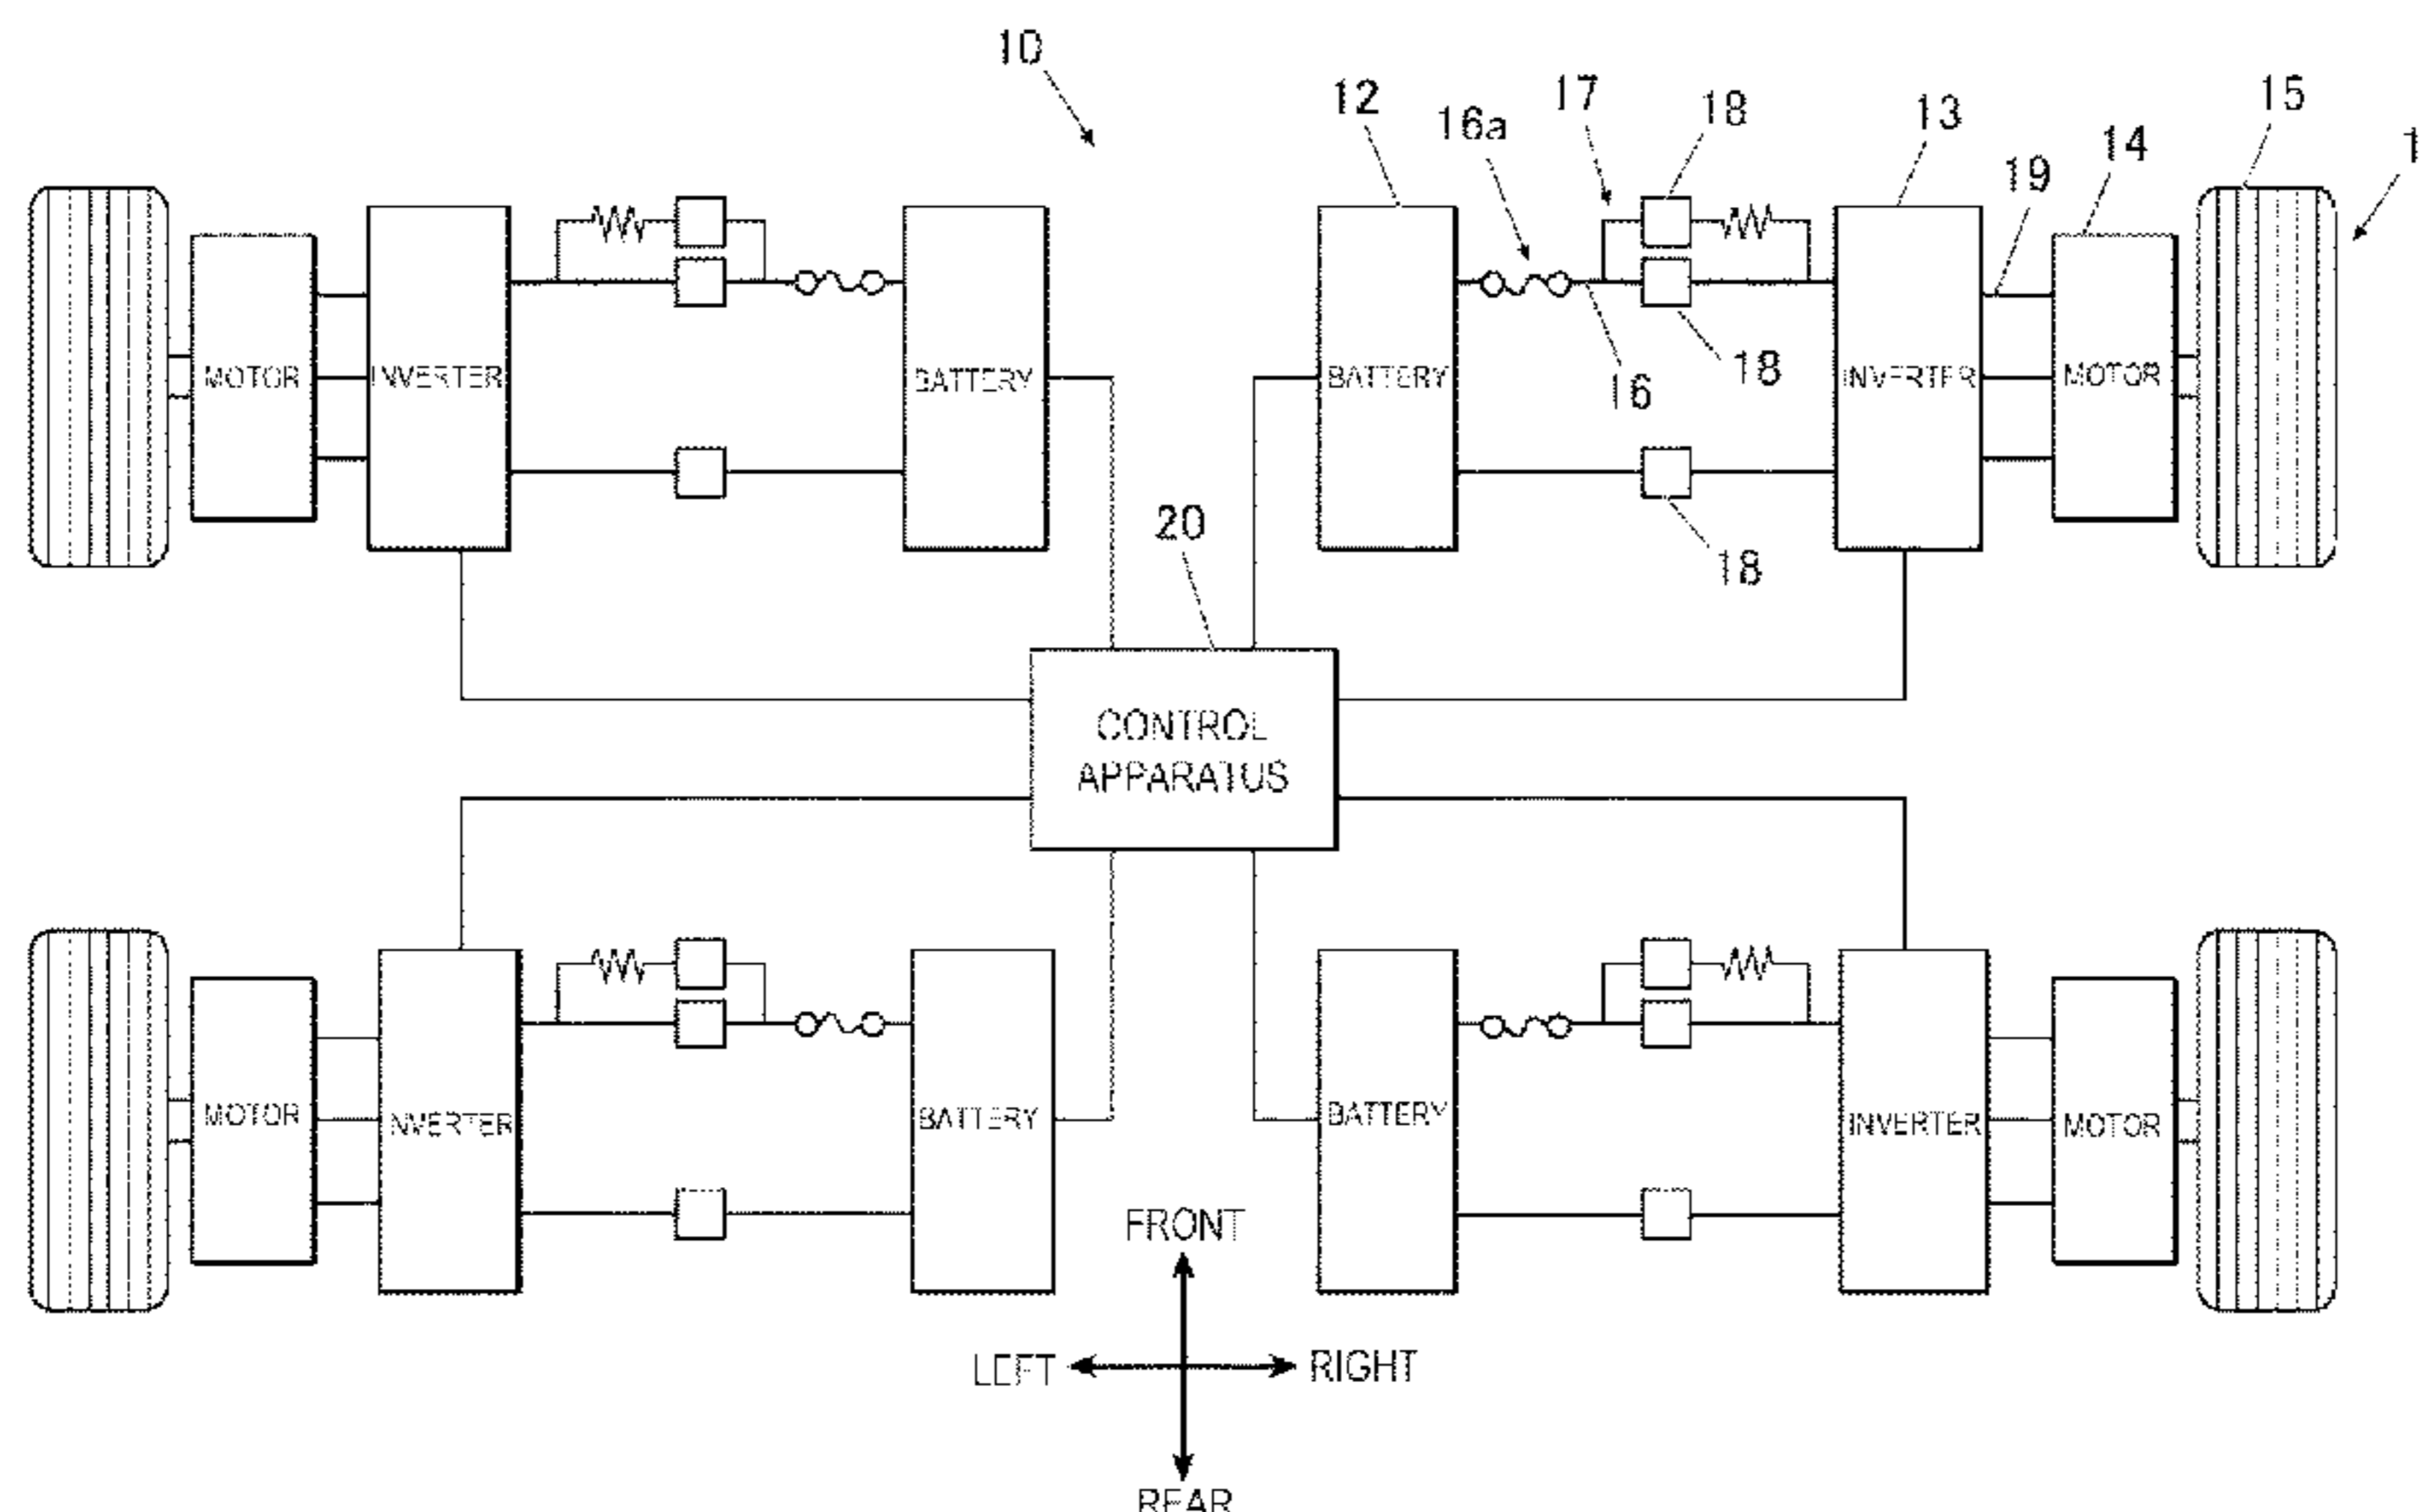 10
12
16a
17
18
13
19
14
15
1
MOTOR
INVERTER
BATTERY
BATTERY
16
18
INVERTER
MOTOR
20
18
CONTROL
APPARATUS
MOTOR
NVERTER
BATTERY
BATTERY
INVERTER
MOTOR
FRONT
LEFT
RIGHT
REAR